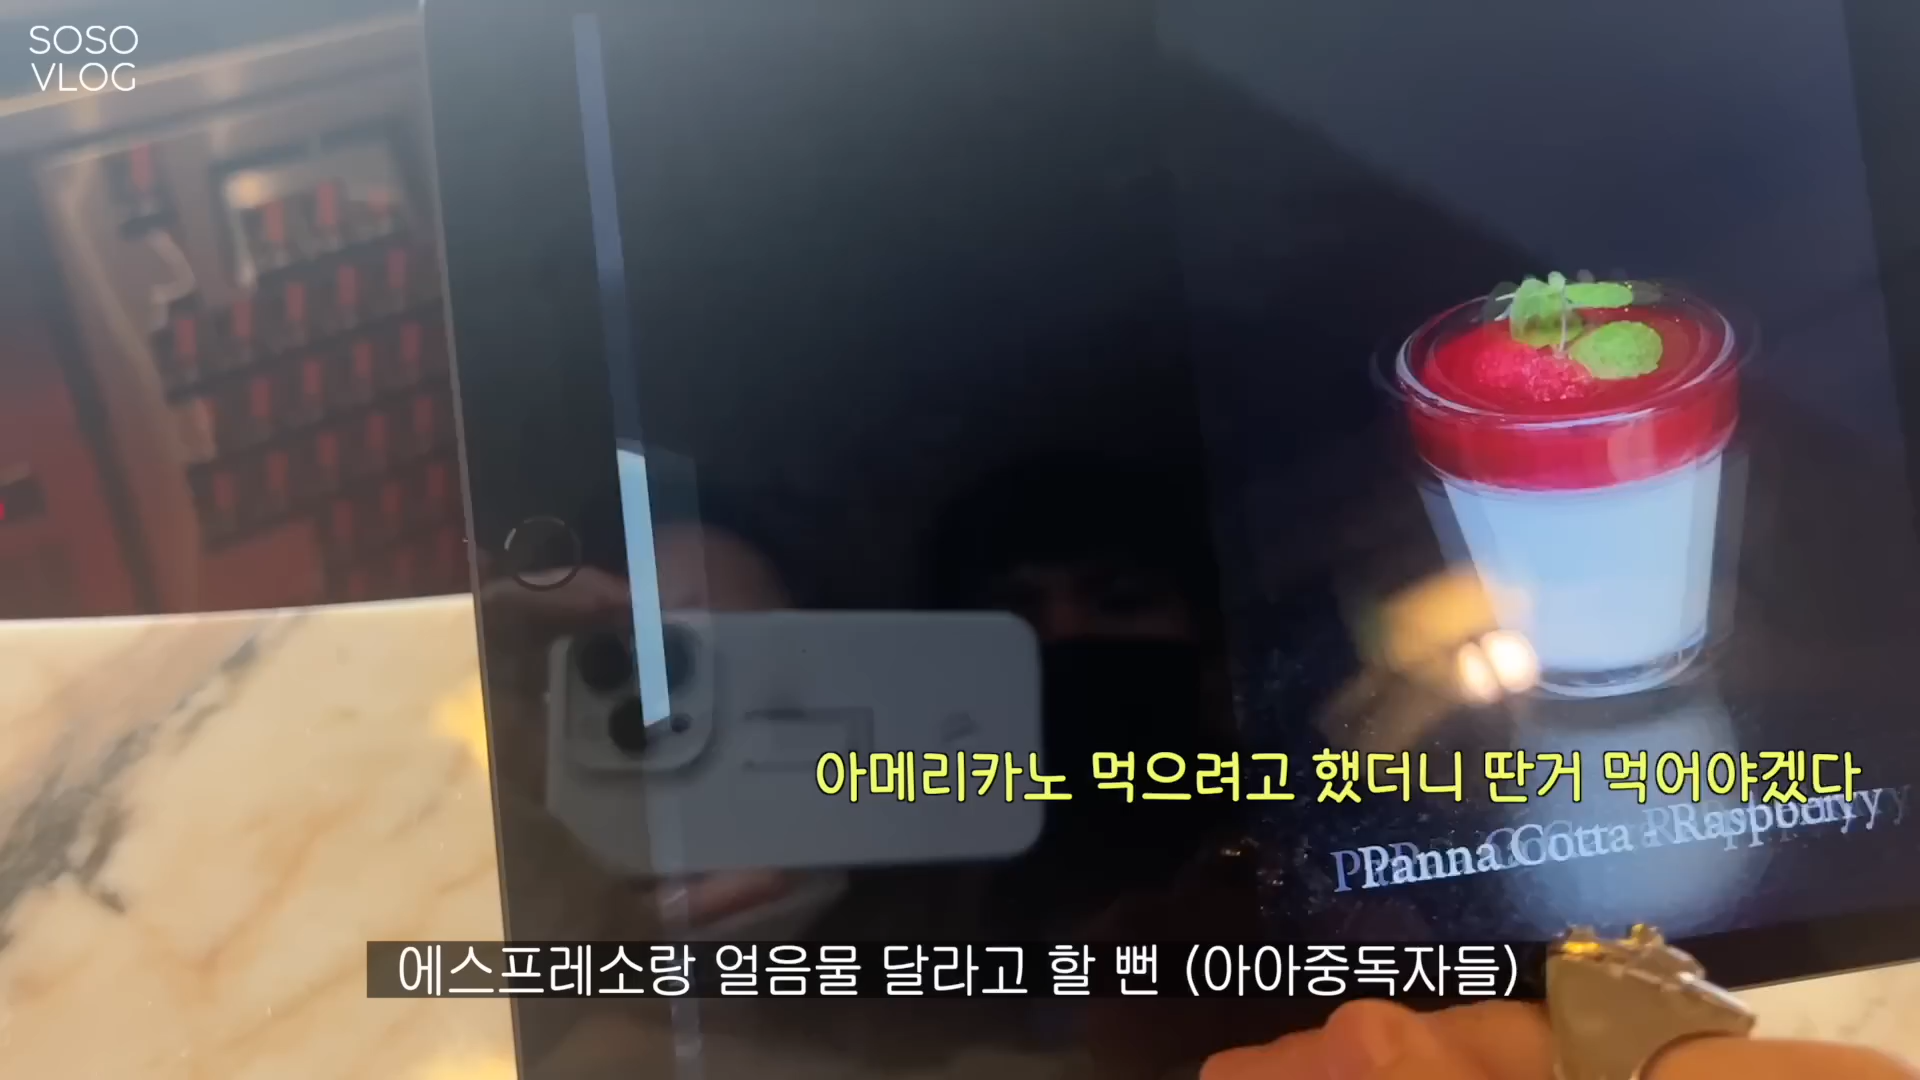 SOSO
VLOG
아메리카노 먹으려고 했더니 딴거 먹어야겠다
Panna Cotta - Raspberry
에스프레소랑 얼음물 달라고 할 뻔 (아아중독자들)